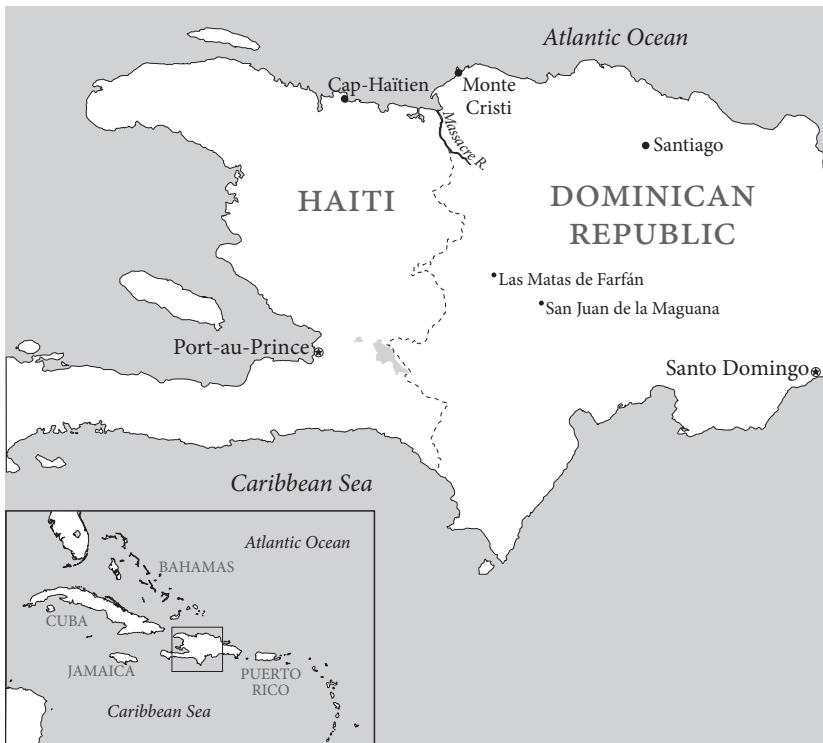 Atlantic Ocean
Cap-Haïtien
Monte
Cristi
Massacre R.
Santiago
HAITI
DOMINICAN
REPUBLIC
Las Matas de Farfán
San Juan de la Maguana
Port-au-Prince
Santo Domingo
Caribbean Sea
Atlantic Ocean
BAHAMAS
CUBA
JAMAICA
PUERTO
RICO
Caribbean Sea